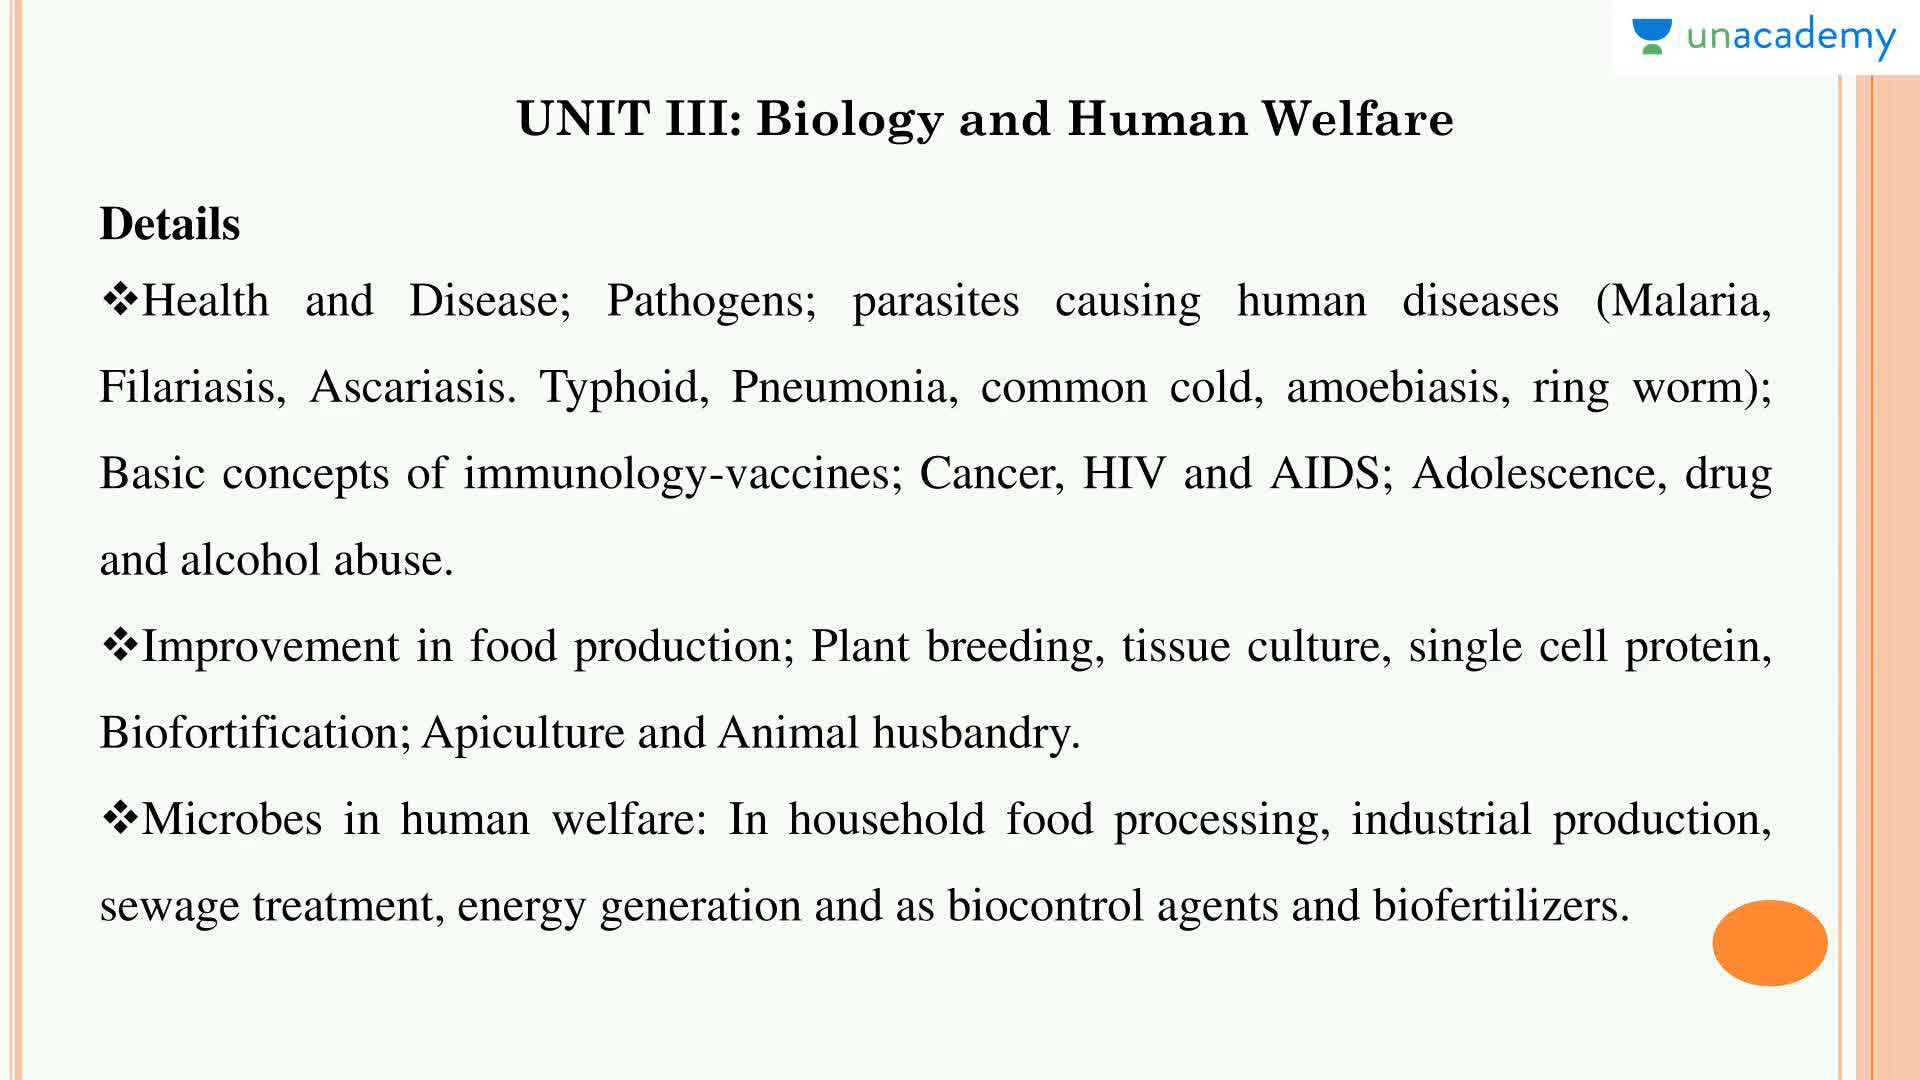 unacademy
UNIT III: Biology and Human Welfare
Details
❖Health and Disease; Pathogens; parasites causing human diseases (Malaria,
Filariasis, Ascariasis. Typhoid, Pneumonia, common cold, amoebiasis, ring worm);
Basic concepts of immunology-vaccines; Cancer, HIV and AIDS; Adolescence, drug
and alcohol abuse.
❖Improvement in food production; Plant breeding, tissue culture, single cell protein,
Biofortification; Apiculture and Animal husbandry.
❖Microbes in human welfare: In household food processing, industrial production,
sewage treatment, energy generation and as biocontrol agents and biofertilizers.